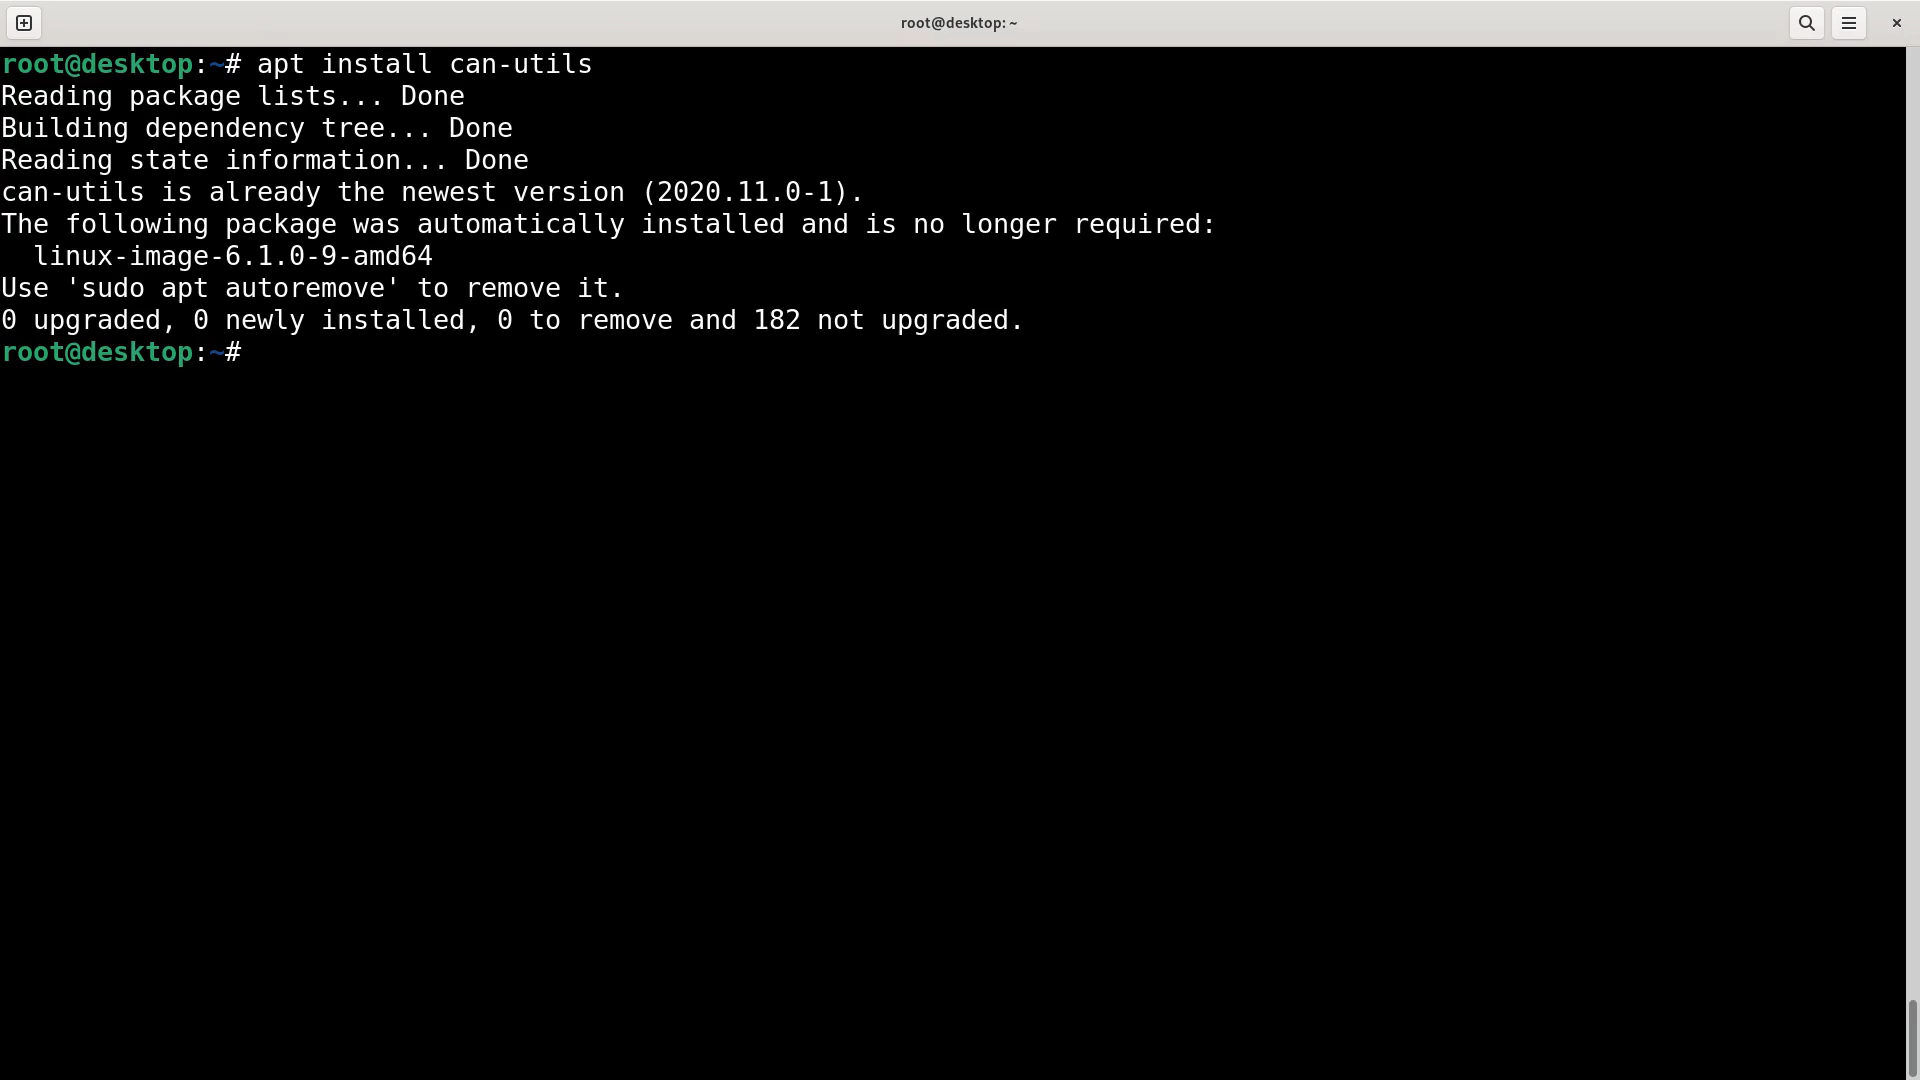 root@desktop: ~
root@desktop:~# apt install can-utils
Reading package lists... Done
Building dependency tree... Done
Reading state information... Done
can-utils is already the newest version (2020.11.0-1).
The following package was automatically installed and is no longer required:
  linux-image-6.1.0-9-amd64
Use 'sudo apt autoremove' to remove it.
0 upgraded, 0 newly installed, 0 to remove and 182 not upgraded.
root@desktop:~#